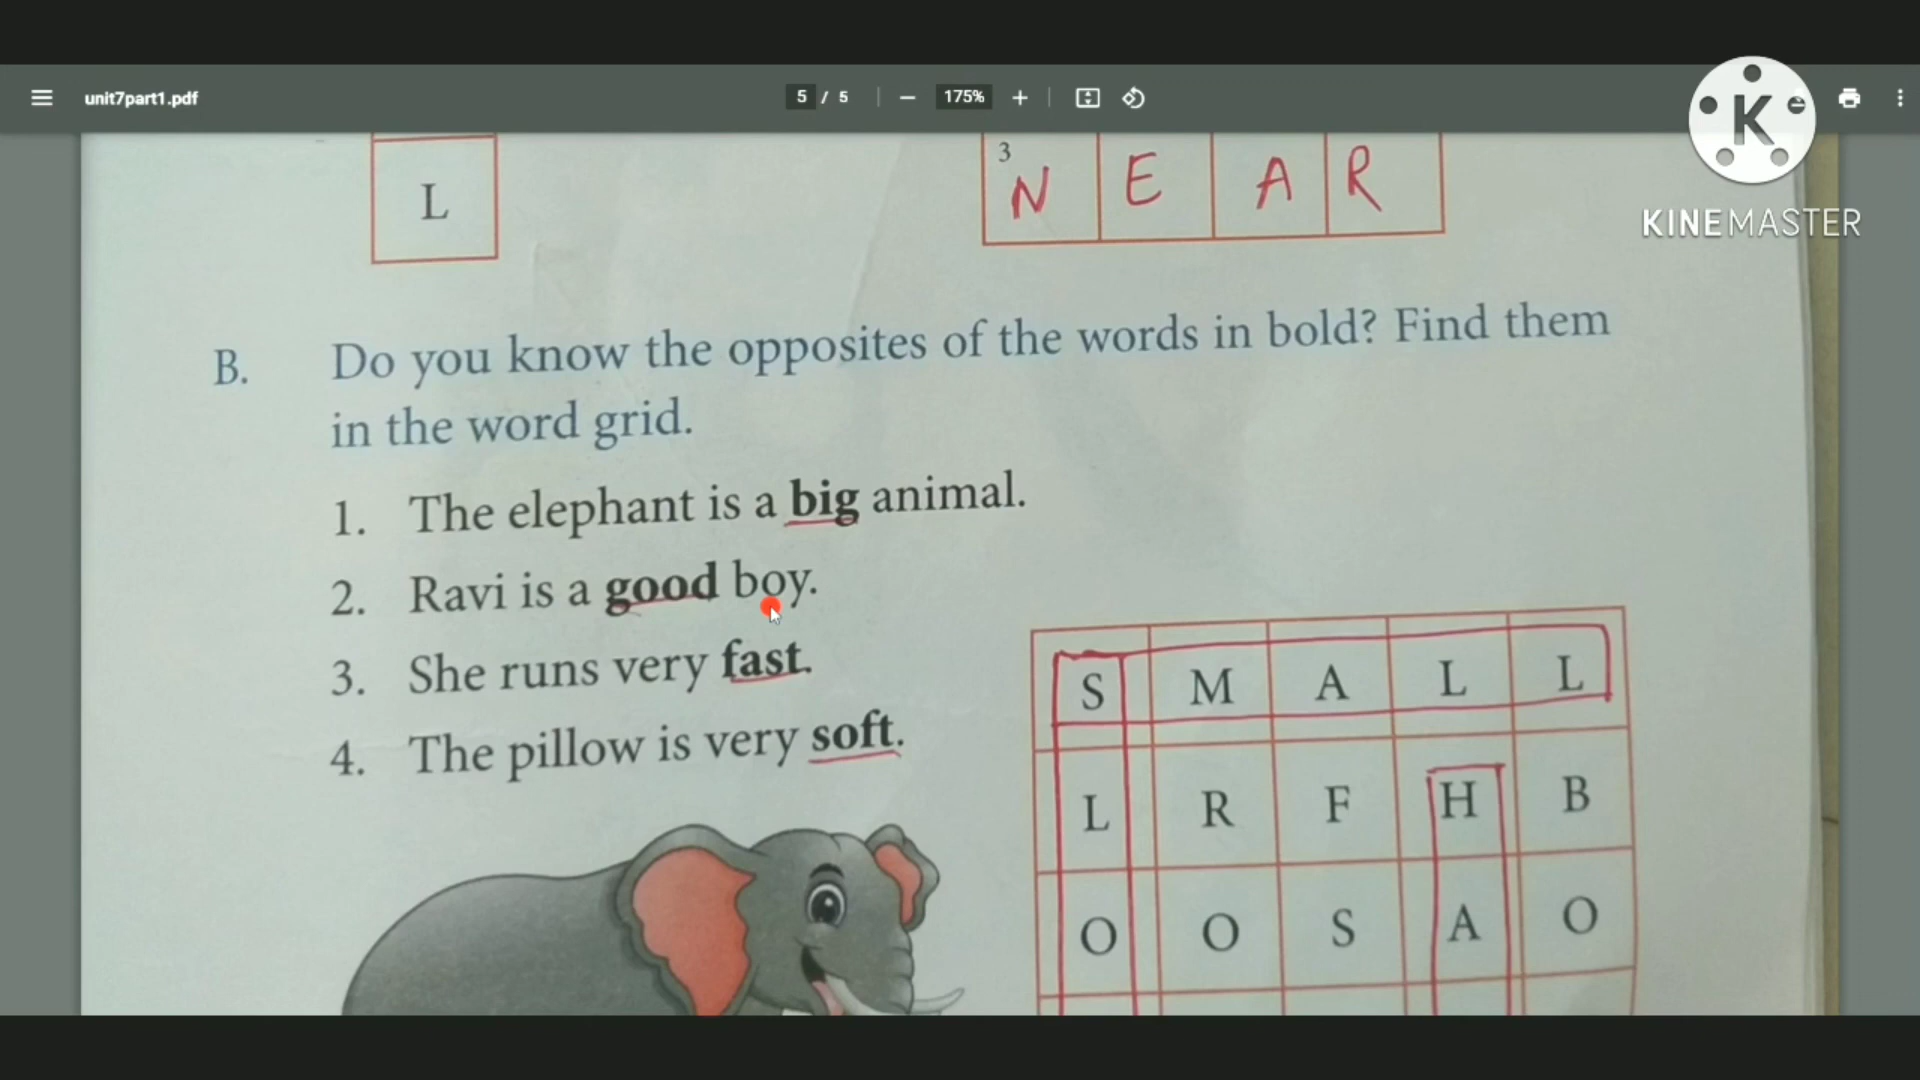 unit7part1.pdf
5 / 5
175%
K
KINEMASTER
L
3
N E A R
B. Do you know the opposites of the words in bold? Find them
in the word grid.
1. The elephant is a big animal.
2. Ravi is a good boy.
3. She runs very fast.
4. The pillow is very soft.
S M A L L
L R F H B
O O S A O